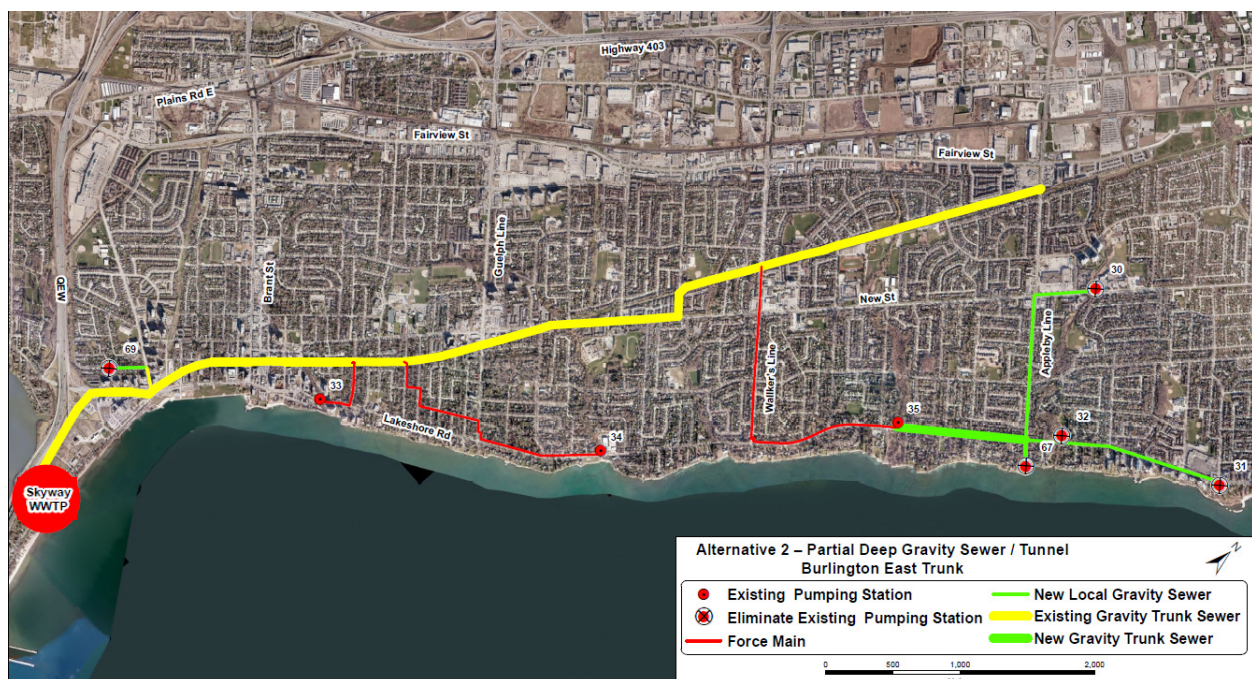 Highway 403
Plains Rd E
Fairview St
Fairview St
QEW
Brant St
Guelph Line
Walker's Line
New St
Appleby Line
30
69
33
Lakeshore Rd
34
35
32
67
31
Skyway
WWTP
Alternative 2 – Partial Deep Gravity Sewer / Tunnel
Burlington East Trunk
N
Existing Pumping Station
New Local Gravity Sewer
Eliminate Existing Pumping Station
Existing Gravity Trunk Sewer
Force Main
New Gravity Trunk Sewer
0 500 1,000 2,000